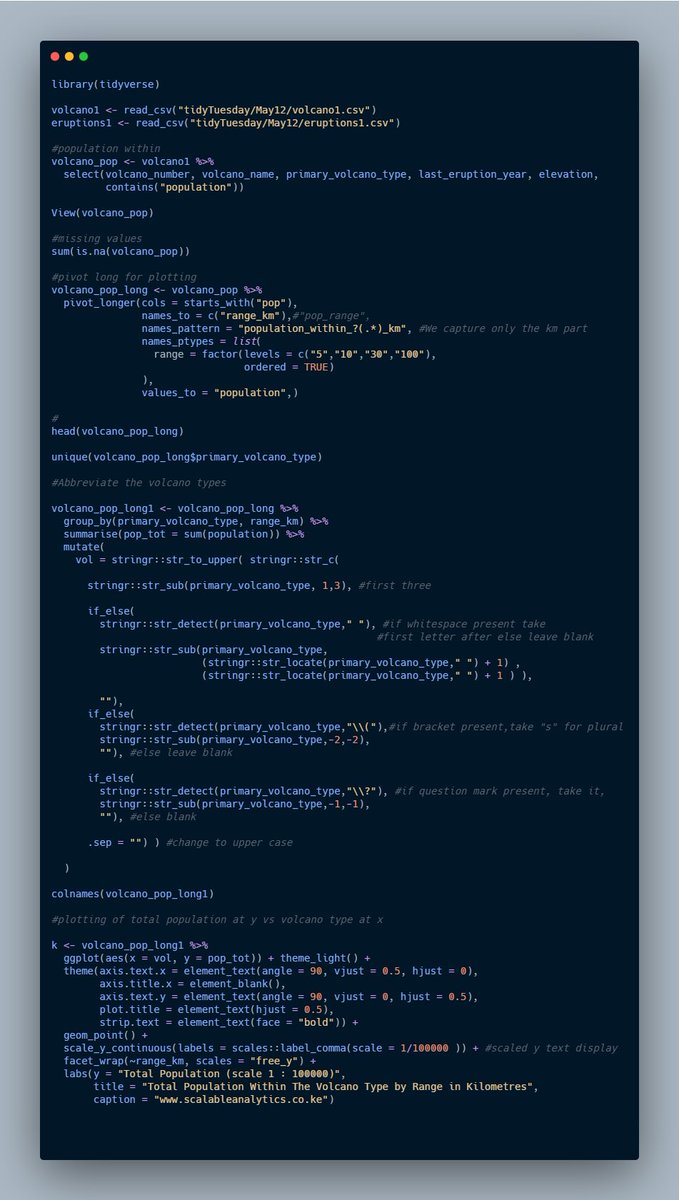 library(tidyverse)
volcano1 <- read_csv("tidyTuesday/May12/volcano1.csv")
eruptions1 <- read_csv("tidyTuesday/May12/eruptions1.csv")
#population within
volcano_pop <- volcano1 %>%
select(volcano_number, volcano_name, primary_volcano_type, last_eruption_year, elevation,
contains("population"))
View(volcano_pop)
#missing values
sum(is.na(volcano_pop))
#pivot long for plotting
volcano_pop_long <- volcano_pop %>%
pivot_longer(cols = starts_with("pop"),
names_to = c("range_km"),#"pop_range",
names_pattern = "population_within_?(.*)_km", #We capture only the km part
names_ptypes = list(
range = factor(levels = c("5","10","30","100"),
ordered = TRUE)
),
values_to = "population",)
#
head(volcano_pop_long)
unique(volcano_pop_long$primary_volcano_type)
#Abbreviate the volcano types
volcano_pop_long1 <- volcano_pop_long %>%
group_by(primary_volcano_type, range_km) %>%
summarise(pop_tot = sum(population)) %>%
mutate(
vol = stringr::str_to_upper( stringr::str_c(
stringr::str_sub(primary_volcano_type, 1,3), #first three
if_else(
stringr::str_detect(primary_volcano_type," "), #if whitespace present take
#first letter after else leave blank
stringr::str_sub(primary_volcano_type,
(stringr::str_locate(primary_volcano_type," ") + 1) ,
(stringr::str_locate(primary_volcano_type," ") + 1 ) ),
""),
if_else(
stringr::str_detect(primary_volcano_type,"\\("),#if bracket present,take "s" for plural
stringr::str_sub(primary_volcano_type,-2,-2),
""), #else leave blank
if_else(
stringr::str_detect(primary_volcano_type,"\\?"), #if question mark present, take it,
stringr::str_sub(primary_volcano_type,-1,-1),
""), #else blank
.sep = "") ) #change to upper case
)
colnames(volcano_pop_long1)
#plotting of total population at y vs volcano type at x
k <- volcano_pop_long1 %>%
ggplot(aes(x = vol, y = pop_tot)) + theme_light() +
theme(axis.text.x = element_text(angle = 90, vjust = 0.5, hjust = 0),
axis.title.x = element_blank(),
axis.text.y = element_text(angle = 90, vjust = 0, hjust = 0.5),
plot.title = element_text(hjust = 0.5),
strip.text = element_text(face = "bold")) +
geom_point() +
scale_y_continuous(labels = scales::label_comma(scale = 1/100000 )) + #scaled y text display
facet_wrap(~range_km, scales = "free_y") +
labs(y = "Total Population (scale 1 : 100000)",
title = "Total Population Within The Volcano Type by Range in Kilometres",
caption = "www.scalableanalytics.co.ke")